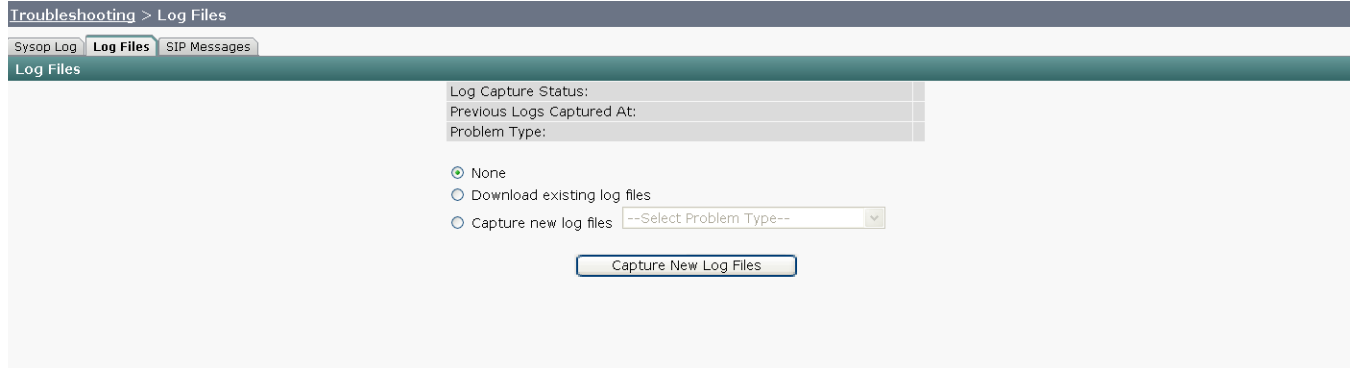 Troubleshooting > Log Files
Sysop Log Log Files SIP Messages
Log Files
Log Capture Status:
Previous Logs Captured At:
Problem Type:
None
Download existing log files
Capture new log files --Select Problem Type--
Capture New Log Files